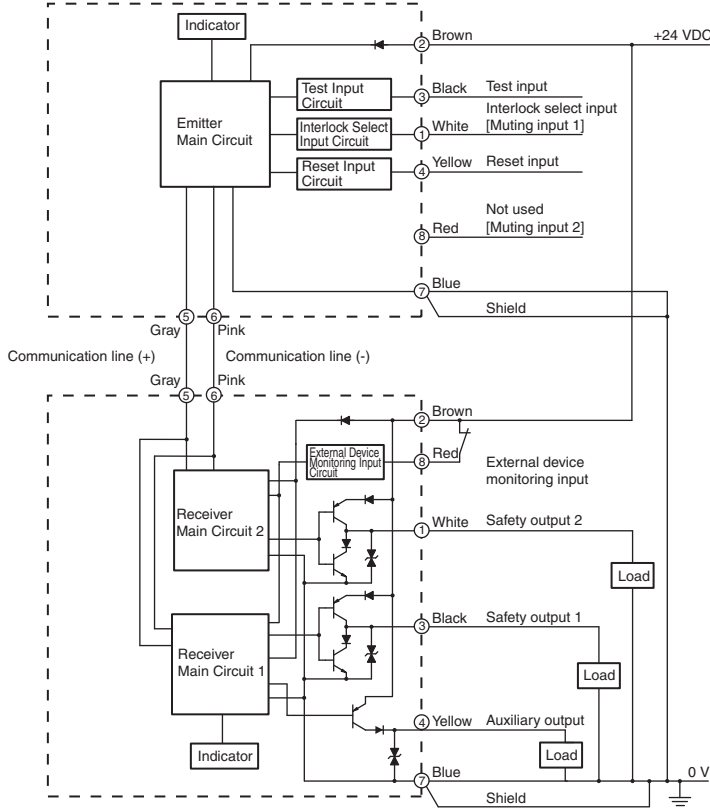 Indicator
2 Brown
+24 VDC
Emitter
Main Circuit
Test Input
Circuit
3 Black Test input
Interlock Select
Input Circuit
1 White Interlock select input
[Muting input 1]
Reset Input
Circuit
4 Yellow Reset input
8 Red Not used
[Muting input 2]
7 Blue
Shield
5 6
Gray Pink
Communication line (+) Communication line (-)
Gray Pink
5 6
2 Brown
External Device
Monitoring Input
Circuit
8 Red External device
monitoring input
Receiver
Main Circuit 2
1 White Safety output 2
Load
Receiver
Main Circuit 1
3 Black Safety output 1
Load
4 Yellow Auxiliary output
Load
Indicator
7 Blue
0 V
Shield